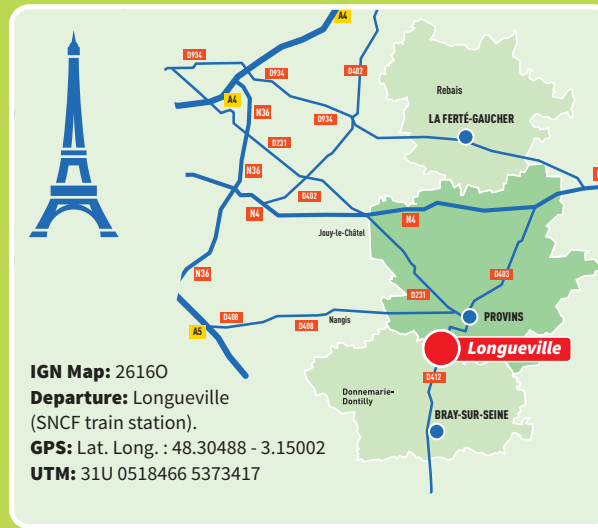 A4
D934
D934
D402
A4
Rebais
N36
D934
LA FERTÉ-GAUCHER
D231
N36
D402
N4
N4
Jouy-le-Châtel
N36
D403
D231
D408
Nangis
D408
PROVINS
A5
Longueville
D412
IGN Map: 2616O
Departure: Longueville
(SNCF train station).
GPS: Lat. Long. : 48.30488 - 3.15002
UTM: 31U 0518466 5373417
Donnemarie-
Dontilly
BRAY-SUR-SEINE